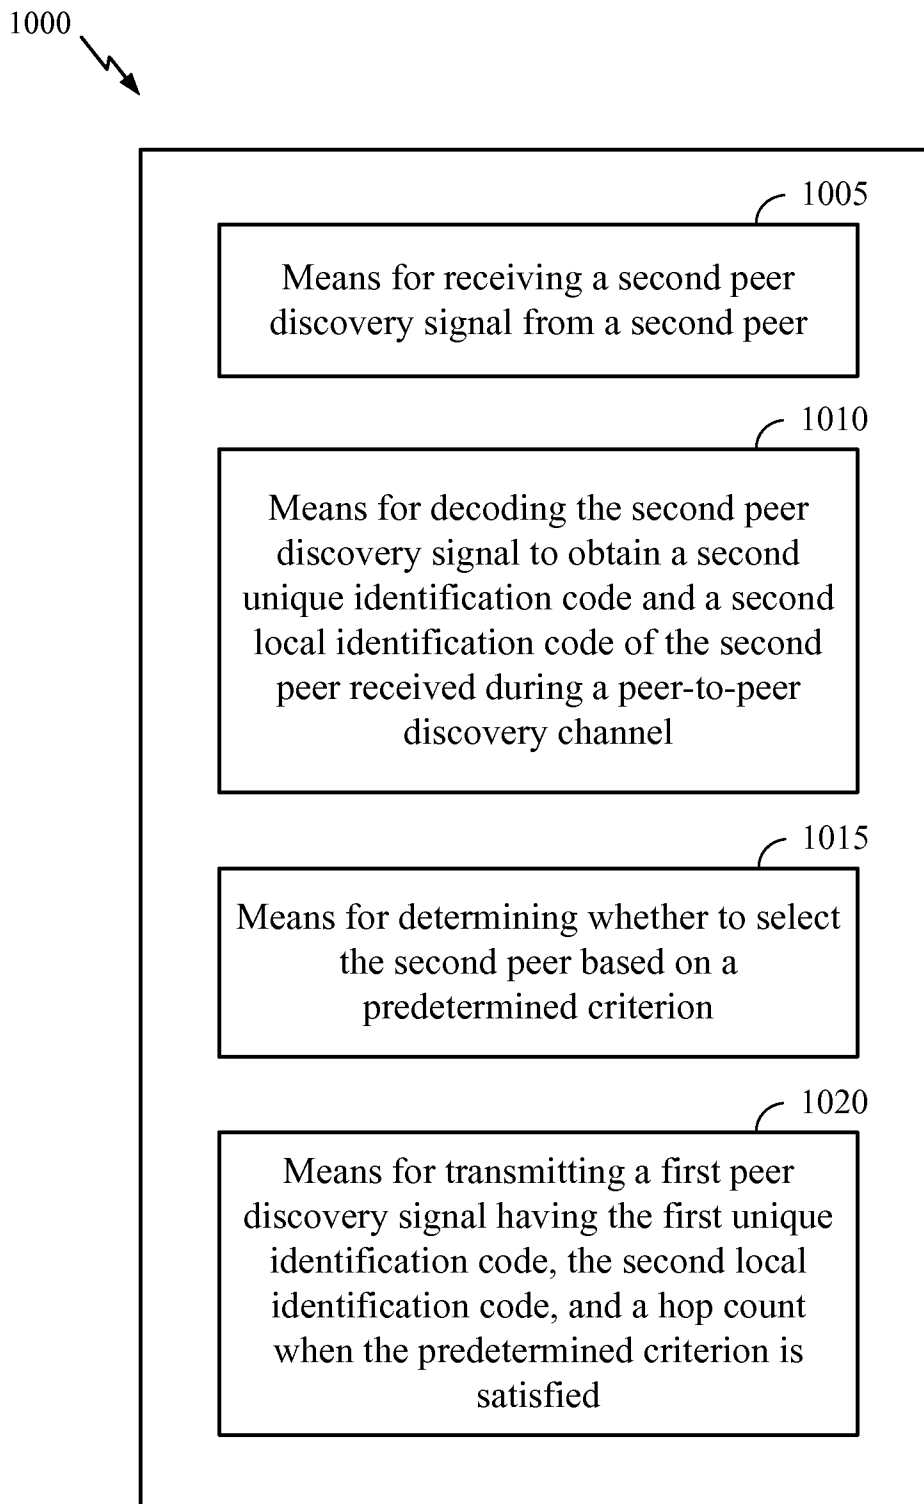 1000
1005
Means for receiving a second peer
discovery signal from a second peer
1010
Means for decoding the second peer
discovery signal to obtain a second
unique identification code and a second
local identification code of the second
peer received during a peer-to-peer
discovery channel
1015
Means for determining whether to select
the second peer based on a
predetermined criterion
1020
Means for transmitting a first peer
discovery signal having the first unique
identification code, the second local
identification code, and a hop count
when the predetermined criterion is
satisfied